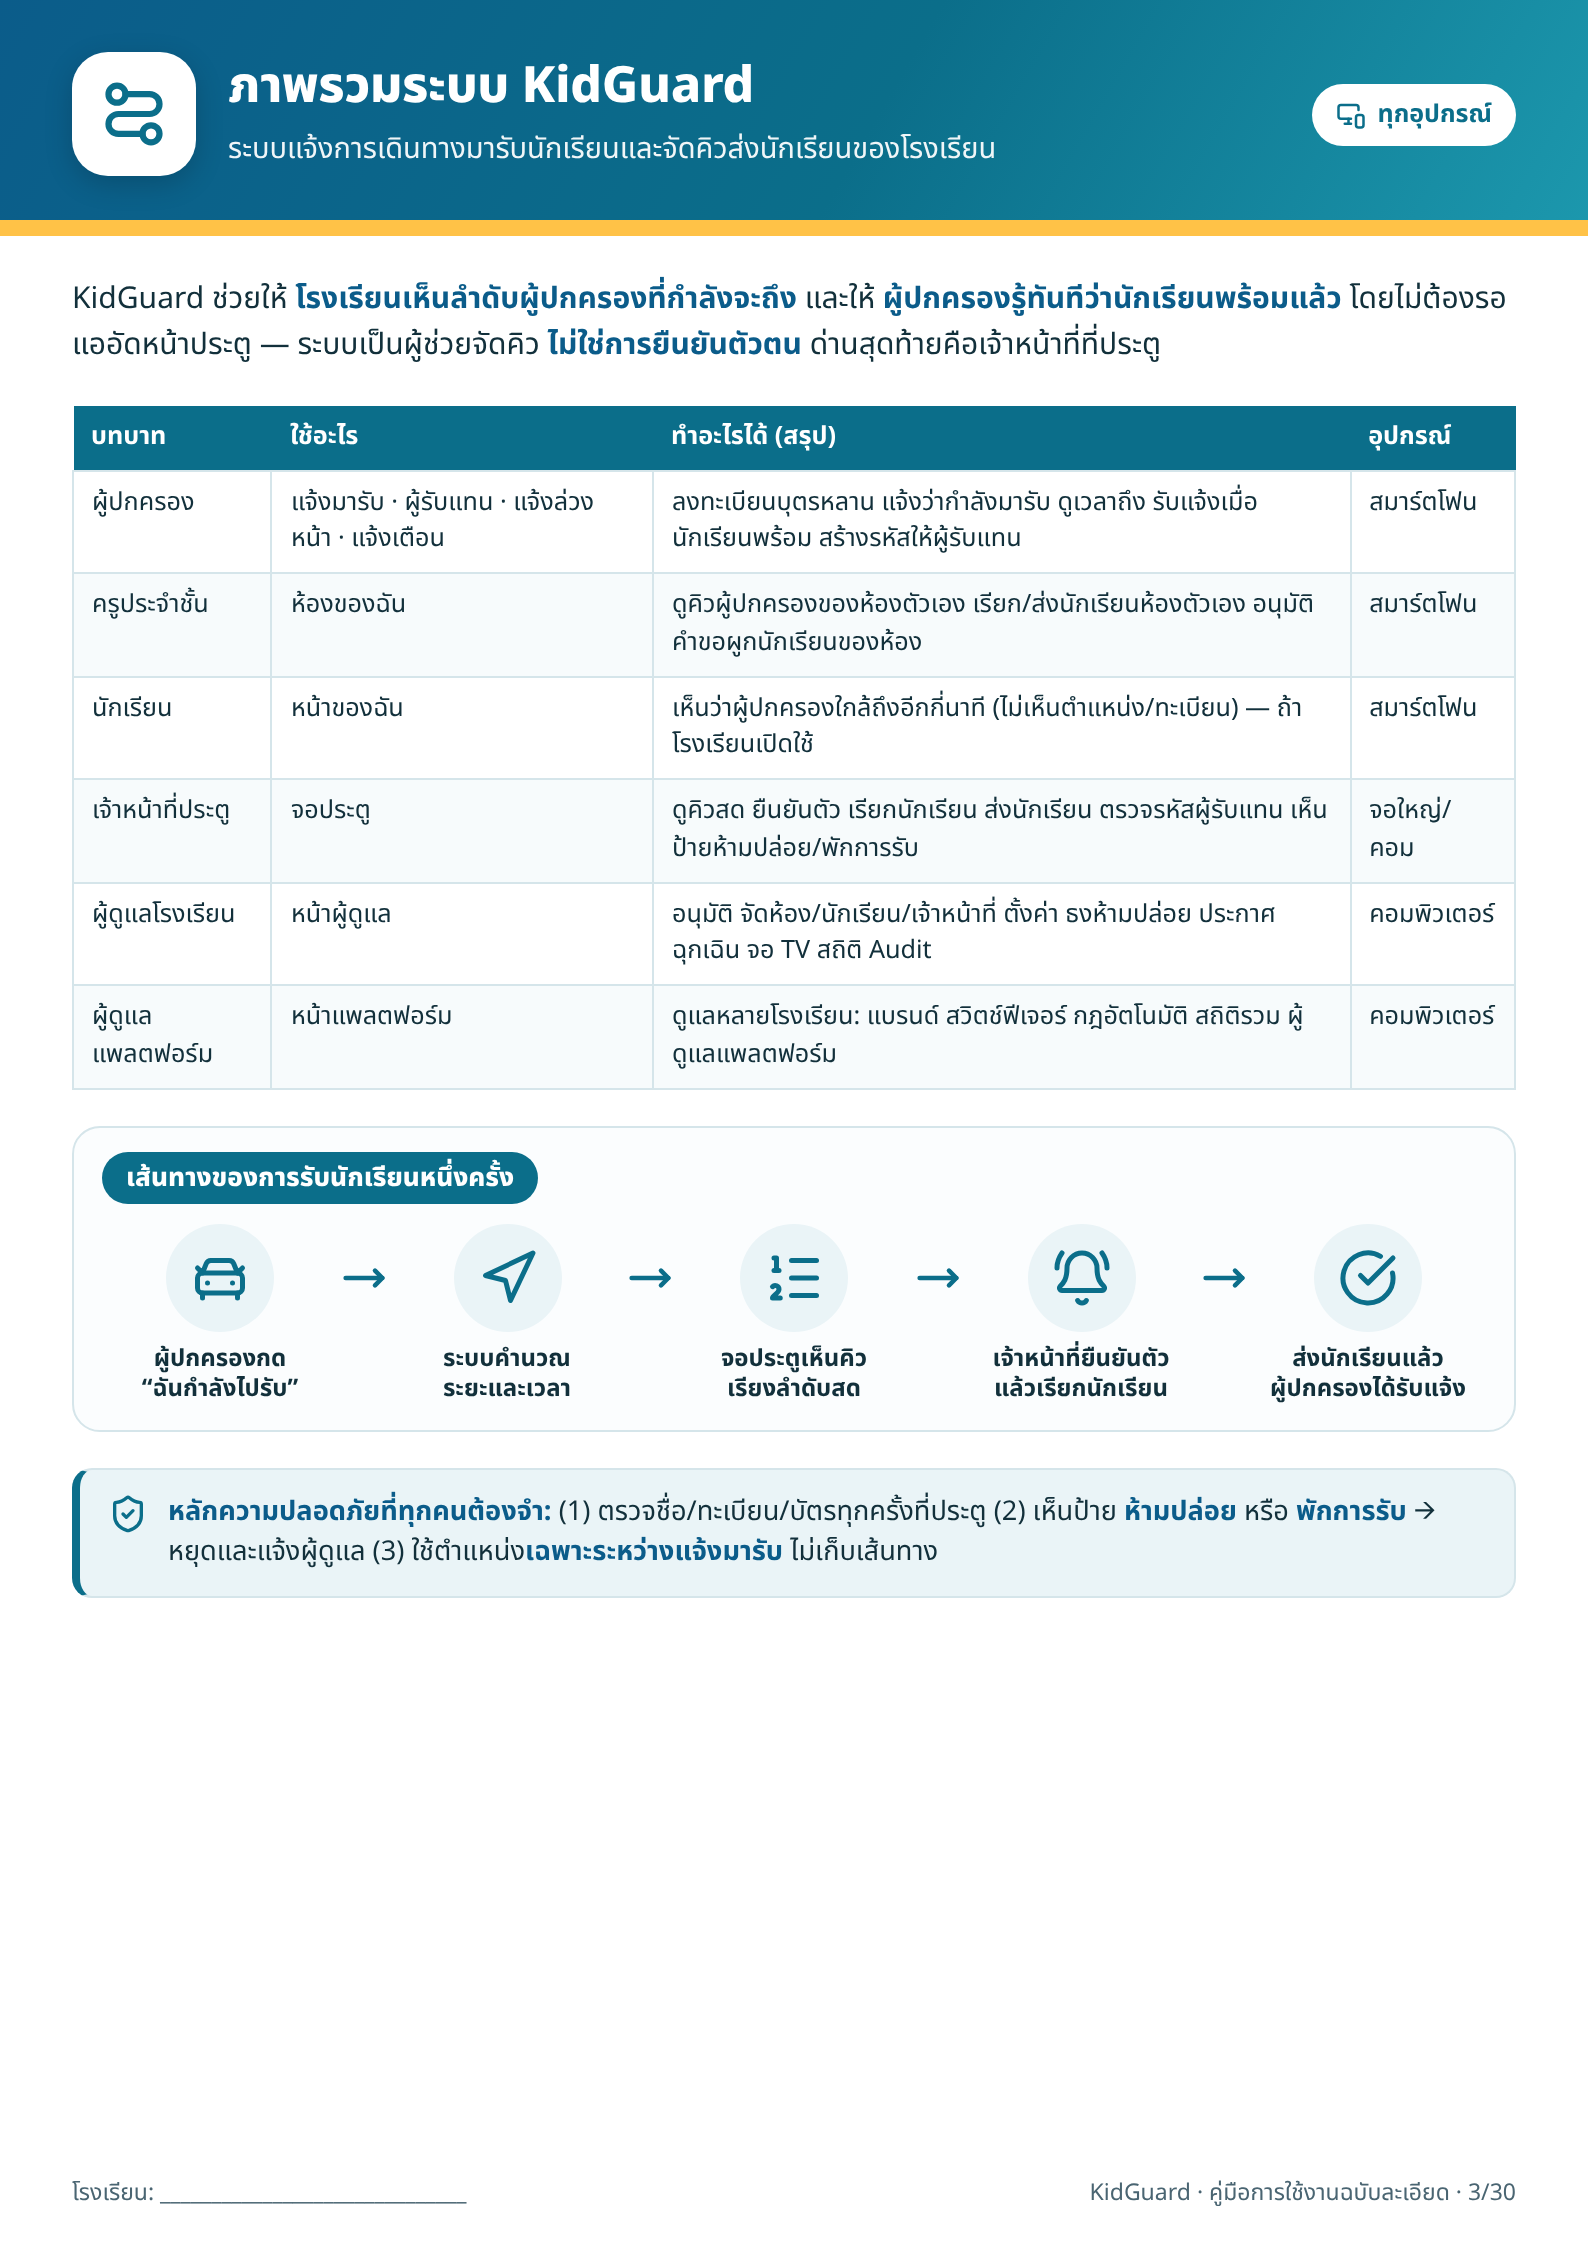 ภาพรวมระบบ KidGuard
ระบบแจ้งการเดินทางมารับนักเรียนและจัดคิวส่งนักเรียนของโรงเรียน
ทุกอุปกรณ์
KidGuard ช่วยให้ โรงเรียนเห็นลำดับผู้ปกครองที่กำลังจะถึง และให้ ผู้ปกครองรู้ทันทีว่านักเรียนพร้อมแล้ว โดยไม่ต้องรอ
แออัดหน้าประตู — ระบบเป็นผู้ช่วยจัดคิว ไม่ใช่การยืนยันตัวตน ด่านสุดท้ายคือเจ้าหน้าที่ที่ประตู
บทบาท ใช้อะไร ทำอะไรได้ (สรุป) อุปกรณ์
ผู้ปกครอง แจ้งมารับ · ผู้รับแทน · แจ้งล่วง ลงทะเบียนบุตรหลาน แจ้งว่ากำลังมารับ ดูเวลาถึง รับแจ้งเมื่อ สมาร์ตโฟน
หน้า · แจ้งเตือน นักเรียนพร้อม สร้างรหัสให้ผู้รับแทน
ครูประจำชั้น ห้องของฉัน ดูคิวผู้ปกครองของห้องตัวเอง เรียก/ส่งนักเรียนห้องตัวเอง อนุมัติ สมาร์ตโฟน
คำขอผูกนักเรียนของห้อง
นักเรียน หน้าของฉัน เห็นว่าผู้ปกครองใกล้ถึงอีกกี่นาที (ไม่เห็นตำแหน่ง/ทะเบียน) — ถ้า สมาร์ตโฟน
โรงเรียนเปิดใช้
เจ้าหน้าที่ประตู จอประตู ดูคิวสด ยืนยันตัว เรียกนักเรียน ส่งนักเรียน ตรวจรหัสผู้รับแทน เห็น จอใหญ่/
ป้ายห้ามปล่อย/พักการรับ คอม
ผู้ดูแลโรงเรียน หน้าผู้ดูแล อนุมัติ จัดห้อง/นักเรียน/เจ้าหน้าที่ ตั้งค่า ธงห้ามปล่อย ประกาศ คอมพิวเตอร์
ฉุกเฉิน จอ TV สถิติ Audit
ผู้ดูแล หน้าแพลตฟอร์ม ดูแลหลายโรงเรียน: แบรนด์ สวิตช์ฟีเจอร์ กฎอัตโนมัติ สถิติรวม ผู้ คอมพิวเตอร์
แพลตฟอร์ม ดูแลแพลตฟอร์ม
เส้นทางของการรับนักเรียนหนึ่งครั้ง
ผู้ปกครองกด ระบบคำนวณ จอประตูเห็นคิว เจ้าหน้าที่ยืนยันตัว ส่งนักเรียนแล้ว
“ฉันกำลังไปรับ” ระยะและเวลา เรียงลำดับสด แล้วเรียกนักเรียน ผู้ปกครองได้รับแจ้ง
หลักความปลอดภัยที่ทุกคนต้องจำ: (1) ตรวจชื่อ/ทะเบียน/บัตรทุกครั้งที่ประตู (2) เห็นป้าย ห้ามปล่อย หรือ พักการรับ →
หยุดและแจ้งผู้ดูแล (3) ใช้ตำแหน่งเฉพาะระหว่างแจ้งมารับ ไม่เก็บเส้นทาง
โรงเรียน: ______________________________
KidGuard · คู่มือการใช้งานฉบับละเอียด · 3/30